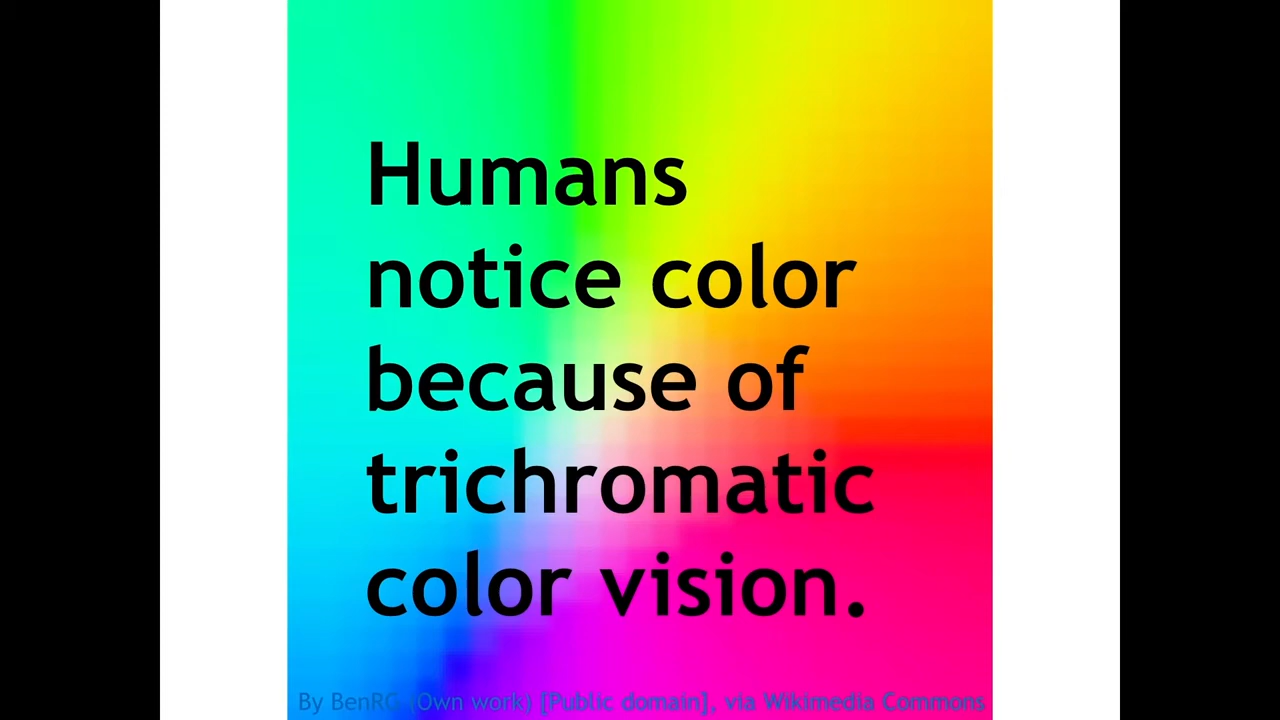 Humans
notice color
because of
trichromatic
color vision.
By BenRG (Own work) [Public domain], via Wikimedia Commons